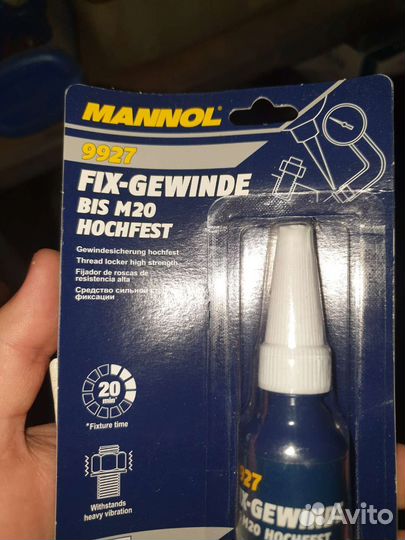 MANNOL
9927
FIX-GEWINDE
BIS M20
HOCHFEST
Gewindesicherung hochfest
Thread locker high strength
Fijador de roscas de
resistencia alta
Средство сильной
фиксации
20
min*
*Fixture time
Withstands
heavy vibration
9927
FIX-GEWINDE
M20 HOCHFEST
Avito